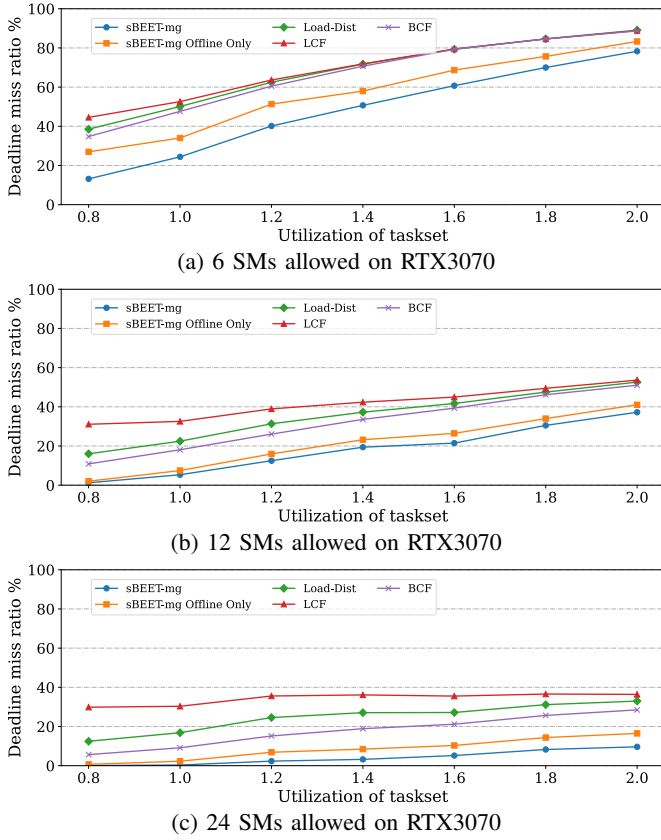 100
80
60
40
20
0
Deadline miss ratio %
sBEET-mg
sBEET-mg Offline Only
Load-Dist
LCF
BCF
0.8 1.0 1.2 1.4 1.6 1.8 2.0
Utilization of taskset
(a) 6 SMs allowed on RTX3070
100
80
60
40
20
0
Deadline miss ratio %
sBEET-mg
sBEET-mg Offline Only
Load-Dist
LCF
BCF
0.8 1.0 1.2 1.4 1.6 1.8 2.0
Utilization of taskset
(b) 12 SMs allowed on RTX3070
100
80
60
40
20
0
Deadline miss ratio %
sBEET-mg
sBEET-mg Offline Only
Load-Dist
LCF
BCF
0.8 1.0 1.2 1.4 1.6 1.8 2.0
Utilization of taskset
(c) 24 SMs allowed on RTX3070